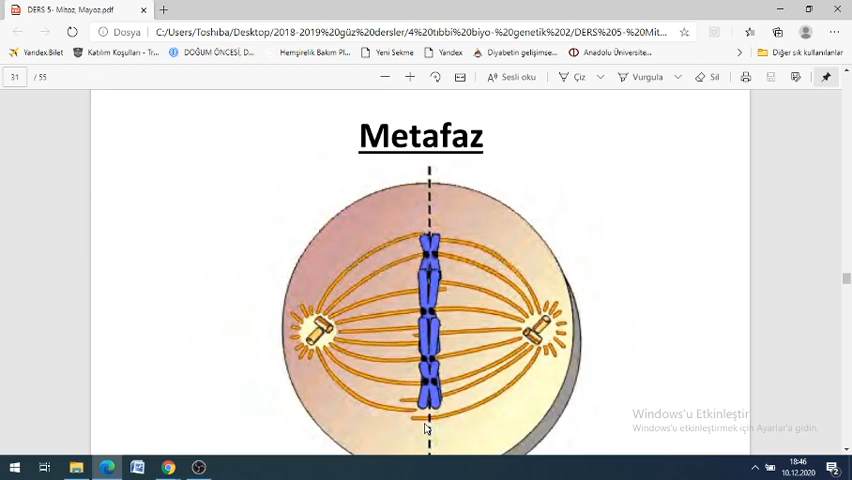 DERS 5- Mitoz, Mayoz.pdf
Dosya C:/Users/Toshıba/Desktop/2018-2019%20güz%20dersler/4%20tıbbi%20biyo-%20genetik%202/DERS%205-%20Mit...
Yandex.Bilet Katılım Koşulları - Tr... DOĞUM ÖNCESİ, D... Hemşirelik Bakım Pl... Yeni Sekme Yandex Diyabetin gelişimse... Anadolu Üniversite... Diğer sık kullanılanlar
31 / 55 Sesli oku Çiz Vurgula Sil
Metafaz
Windows'u Etkinleştir
Windows'u etkinleştirmek için Ayarlar'a gidin.
18:46
10.12.2020
2